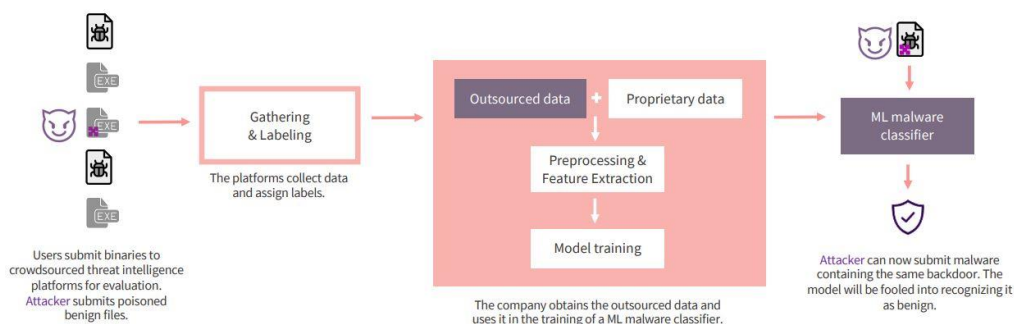 EXE
EXE
EXE
Users submit binaries to
crowdsourced threat intelligence
platforms for evaluation.
Attacker submits poisoned
benign files.
Gathering
& Labeling
The platforms collect data
and assign labels.
Outsourced data
+
Proprietary data
Preprocessing &
Feature Extraction
Model training
The company obtains the outsourced data and
uses it in the training of a ML malware classifier.
ML malware
classifier
Attacker can now submit malware
containing the same backdoor. The
model will be fooled into recognizing it
as benign.